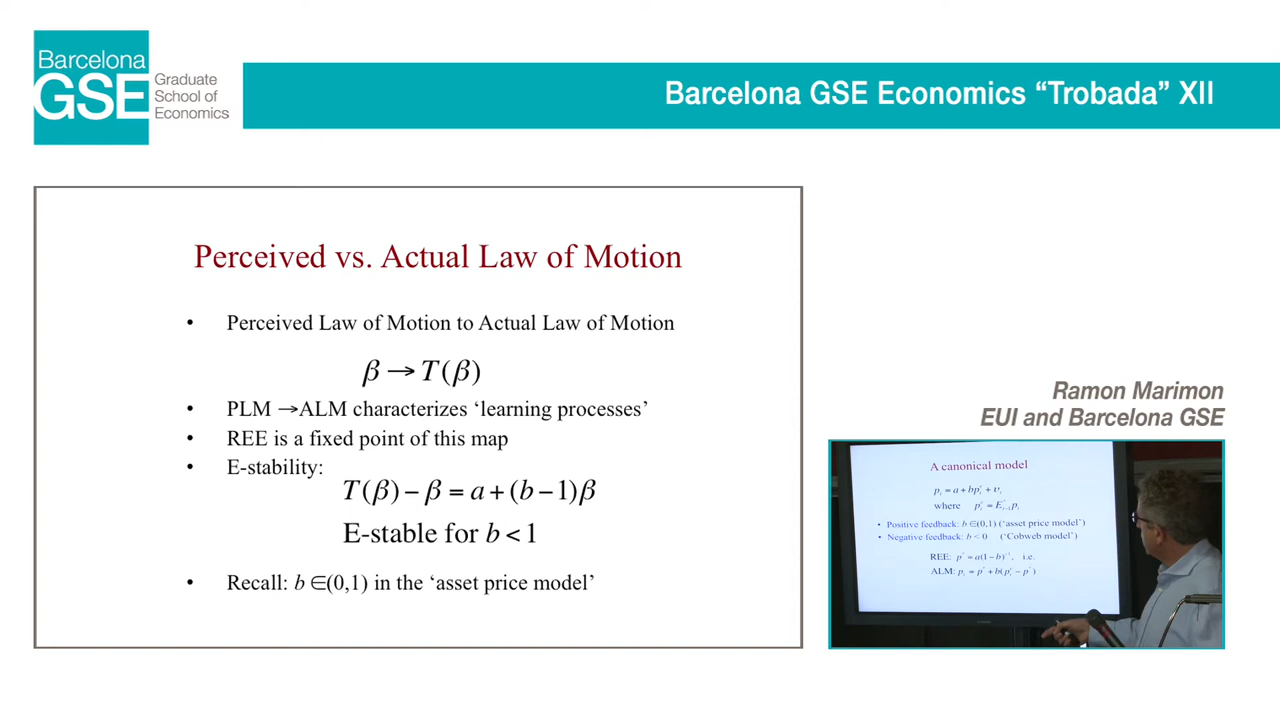 Barcelona
GSE
Graduate
School of
Economics
Barcelona GSE Economics “Trobada” XII
Perceived vs. Actual Law of Motion
• Perceived Law of Motion to Actual Law of Motion
β → T(β)
• PLM →ALM characterizes ‘learning processes’
• REE is a fixed point of this map
• E-stability:
T(β) − β = a + (b − 1)β
E-stable for b < 1
• Recall: b ∈(0,1) in the ‘asset price model’
Ramon Marimon
EUI and Barcelona GSE
A canonical model
where
• Positive feedback: b ∈(0,1) (‘asset price model’)
• Negative feedback: b < 0 (‘Cobweb model’)
REE: i.e.
ALM: